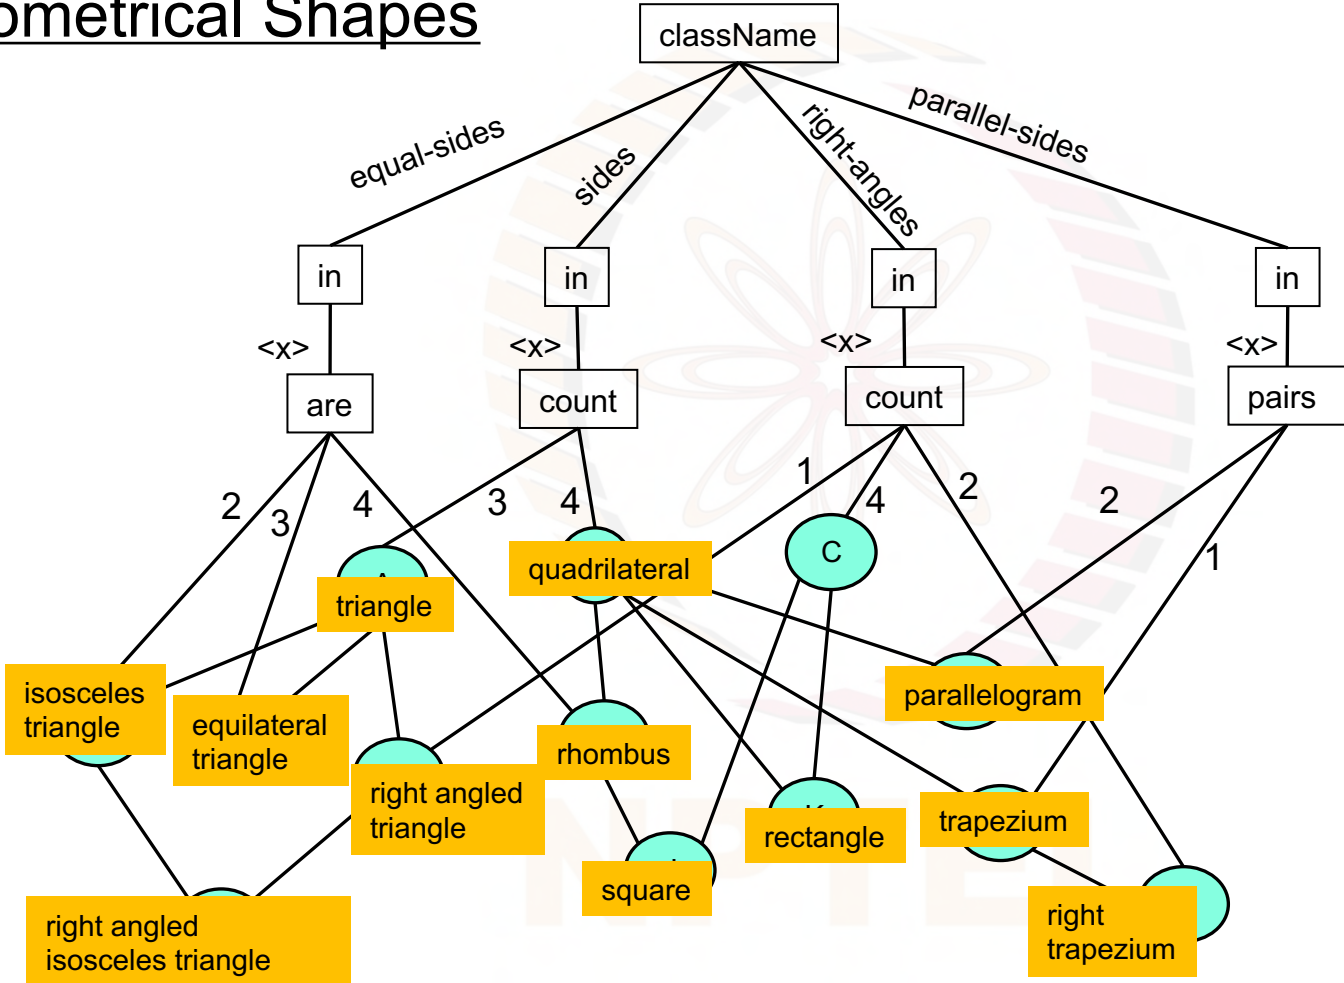 ometrical Shapes
className
equal-sides
sides
right-angles
parallel-sides
in
in
in
in
<x>
<x>
<x>
<x>
are
count
count
pairs
2
3
4
3
4
1
4
2
2
1
C
quadrilateral
triangle
isosceles
triangle
equilateral
triangle
right angled
triangle
rhombus
parallelogram
rectangle
trapezium
square
right angled
isosceles triangle
right
trapezium
NPTEL